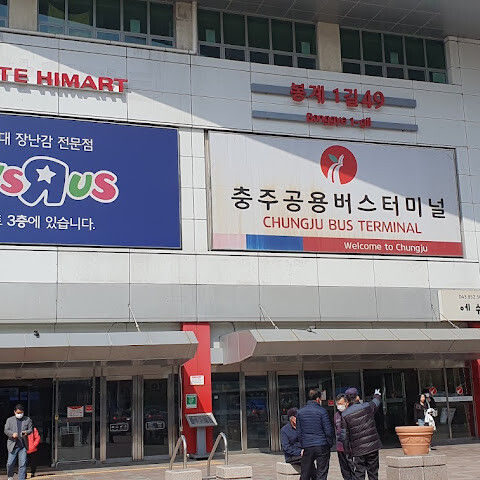 TE HIMART
봉계1길49
Bonggye 1-gil
대 장난감 전문점
sЯus
3층에 있습니다.
충주공용버스터미널
CHUNGJU BUS TERMINAL
Welcome to Chungju